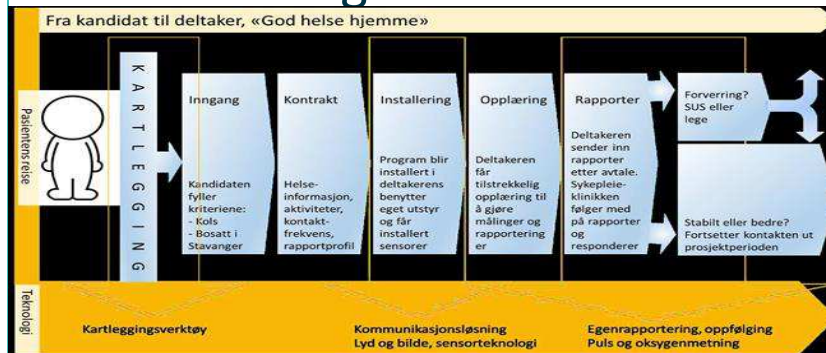 Fra kandidat til deltaker, «God helse hjemme»
Pasientens reise
KARTLEGGING
Inngang
Kandidaten
fyller
kriteriene:
- Kols
- Bosatt i
Stavanger
Kontrakt
Helse-
informasjon,
aktiviteter,
kontakt-
frekvens,
rapportprofil
Installering
Program blir
installert i
deltakerens
benytter
eget utstyr
og får
installert
sensorer
Opplæring
Deltakeren
får
tilstrekkelig
opplæring til
å gjøre
målinger og
rapportering
er
Rapporter
Deltakeren
sender inn
rapporter
etter avtale.
Sykepleie-
klinikken
følger med
på rapporter
og
responderer
Forverring?
SUS eller
lege
Stabilt eller bedre?
Fortsetter kontakten ut
prosjektperioden
Teknologi
Kartleggingsverktøy
Kommunikasjonsløsning
Lyd og bilde, sensorteknologi
Egenrapportering, oppfølging
Puls og oksygenmetning